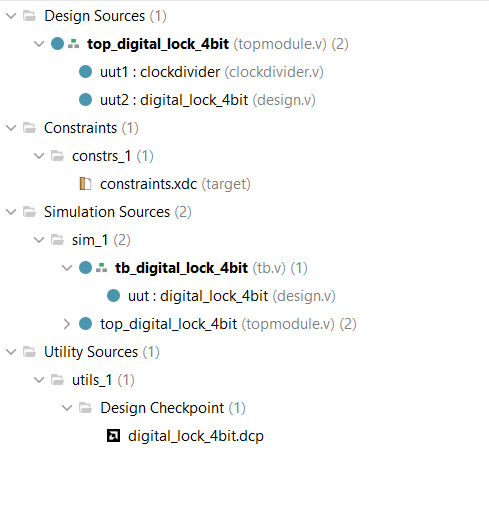 Design Sources (1)
top_digital_lock_4bit (topmodule.v) (2)
uut1 : clockdivider (clockdivider.v)
uut2 : digital_lock_4bit (design.v)
Constraints (1)
constrs_1 (1)
constraints.xdc (target)
Simulation Sources (2)
sim_1 (2)
tb_digital_lock_4bit (tb.v) (1)
uut : digital_lock_4bit (design.v)
top_digital_lock_4bit (topmodule.v) (2)
Utility Sources (1)
utils_1 (1)
Design Checkpoint (1)
digital_lock_4bit.dcp